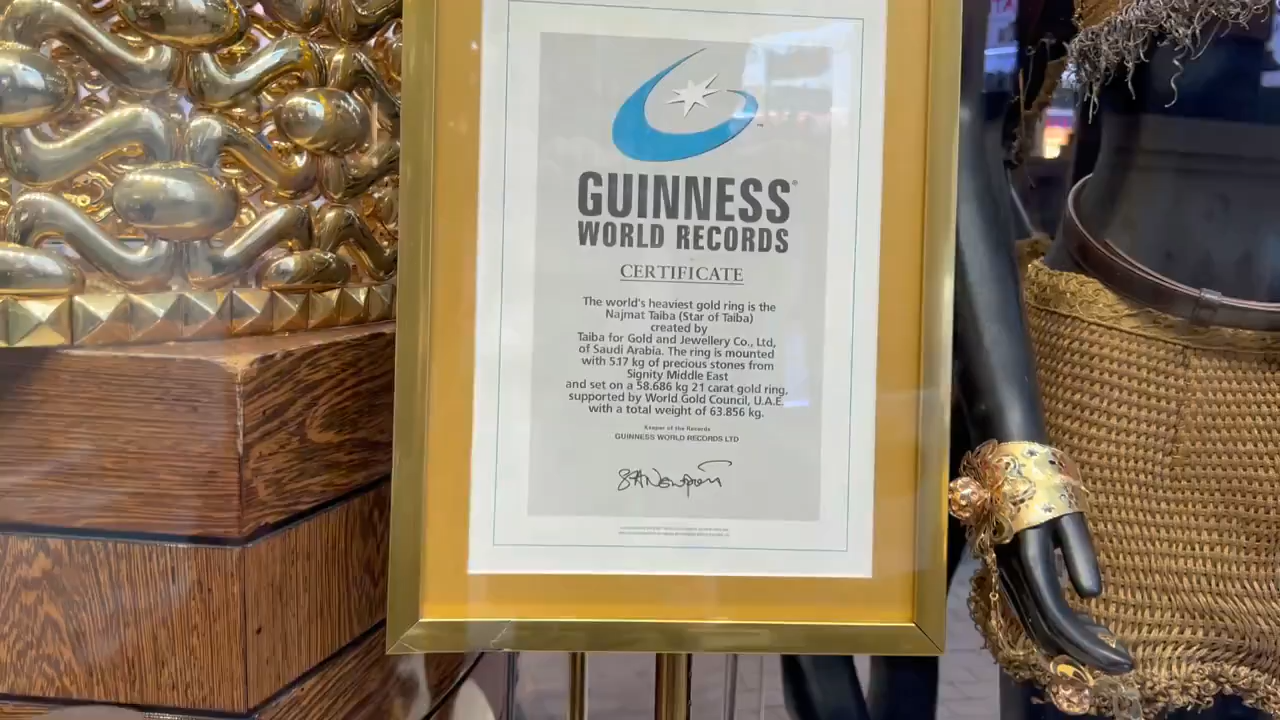 GUINNESS®
WORLD RECORDS
CERTIFICATE
The world's heaviest gold ring is the
Najmat Taiba (Star of Taiba)
created by
Taiba for Gold and Jewellery Co., Ltd,
of Saudi Arabia. The ring is mounted
with 5.17 kg of precious stones from
Signity Middle East
and set on a 58.686 kg 21 carat gold ring,
supported by World Gold Council, U.A.E.
with a total weight of 63.856 kg.
Keeper of the Records
GUINNESS WORLD RECORDS LTD